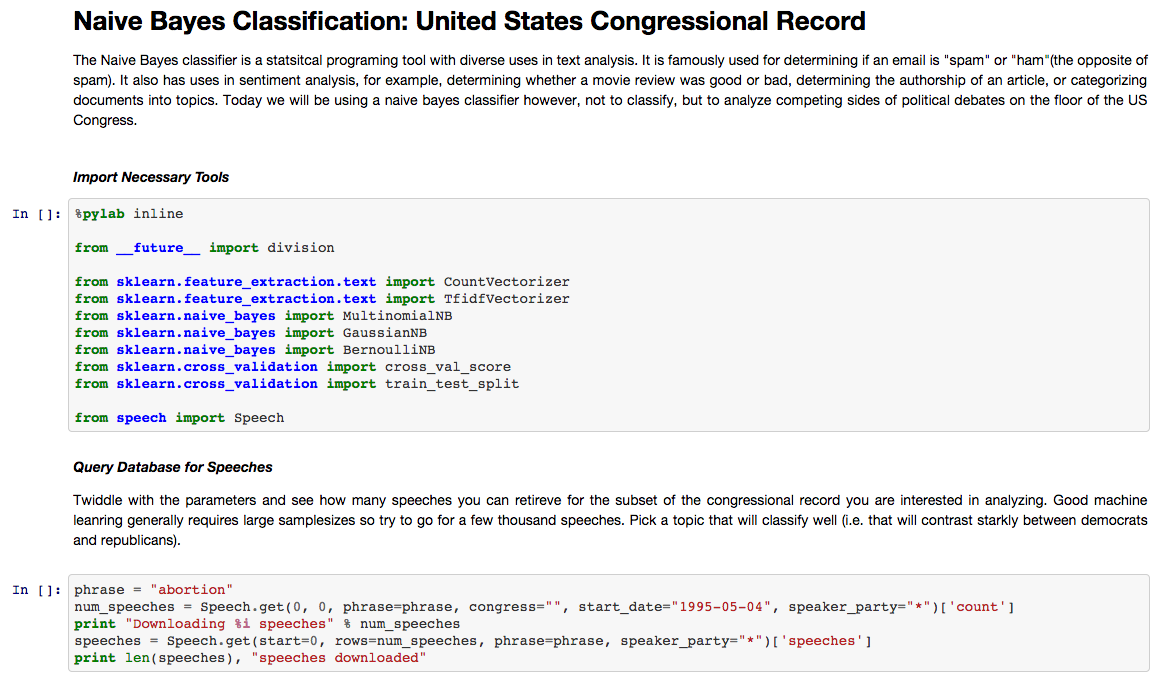 Naive Bayes Classification: United States Congressional Record
The Naive Bayes classifier is a statsitcal programing tool with diverse uses in text analysis. It is famously used for determining if an email is "spam" or "ham"(the opposite of
spam). It also has uses in sentiment analysis, for example, determining whether a movie review was good or bad, determining the authorship of an article, or categorizing
documents into topics. Today we will be using a naive bayes classifier however, not to classify, but to analyze competing sides of political debates on the floor of the US
Congress.
Import Necessary Tools
In []: %pylab inline
from __future__ import division
from sklearn.feature_extraction.text import CountVectorizer
from sklearn.feature_extraction.text import TfidfVectorizer
from sklearn.naive_bayes import MultinomialNB
from sklearn.naive_bayes import GaussianNB
from sklearn.naive_bayes import BernoulliNB
from sklearn.cross_validation import cross_val_score
from sklearn.cross_validation import train_test_split
from speech import Speech
Query Database for Speeches
Twiddle with the parameters and see how many speeches you can retireve for the subset of the congressional record you are interested in analyzing. Good machine
leanring generally requires large samplesizes so try to go for a few thousand speeches. Pick a topic that will classify well (i.e. that will contrast starkly between democrats
and republicans).
In []: phrase = "abortion"
num_speeches = Speech.get(0, 0, phrase=phrase, congress="", start_date="1995-05-04", speaker_party="*")['count']
print "Downloading %i speeches" % num_speeches
speeches = Speech.get(start=0, rows=num_speeches, phrase=phrase, speaker_party="*")['speeches']
print len(speeches), "speeches downloaded"